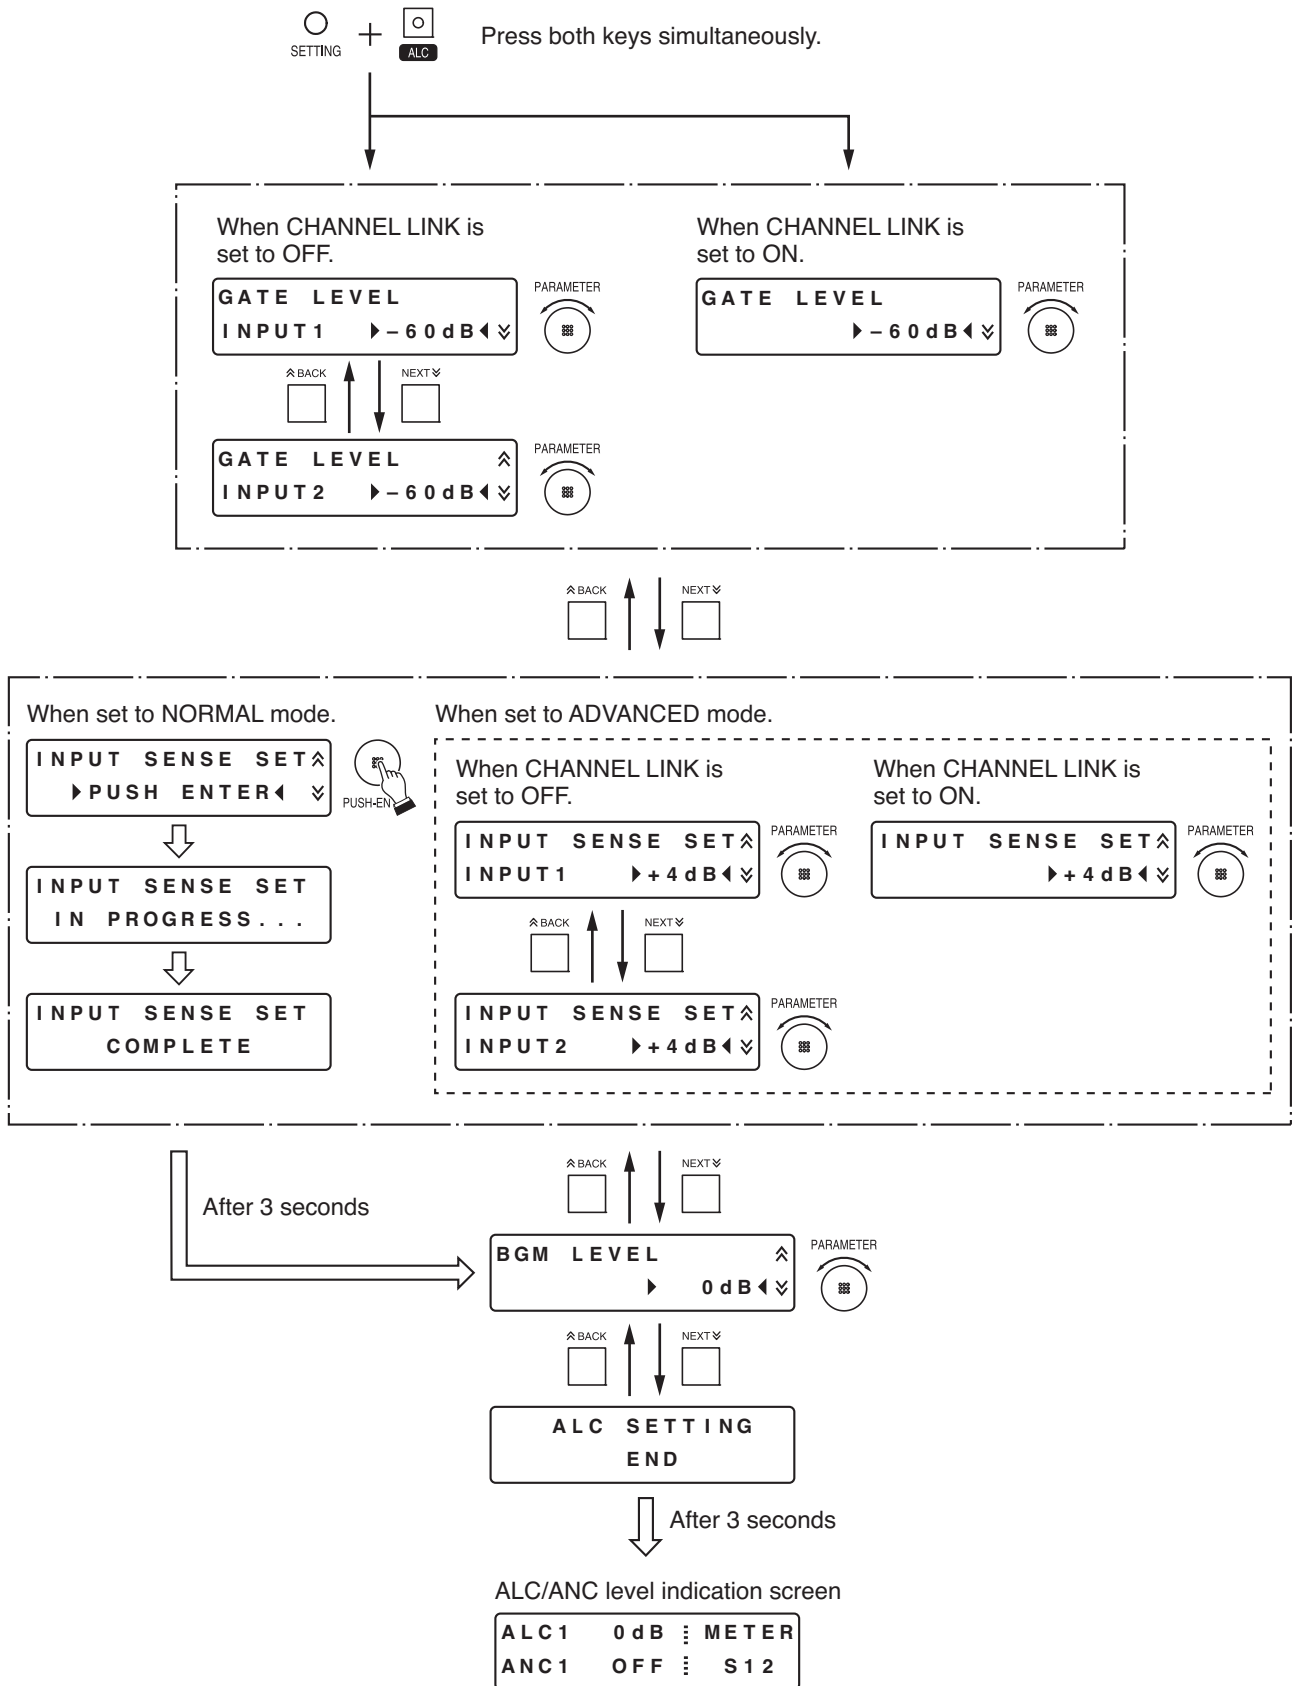 SETTING
+
ALC
Press both keys simultaneously.
When CHANNEL LINK is
set to OFF.
GATE LEVEL
INPUT1 –60dB
PARAMETER
BACK
NEXT
GATE LEVEL
INPUT2 –60dB
PARAMETER
When CHANNEL LINK is
set to ON.
GATE LEVEL
–60dB
PARAMETER
BACK
NEXT
When set to NORMAL mode.
INPUT SENSE SET
PUSH ENTER
PUSH-EN
INPUT SENSE SET
IN PROGRESS...
INPUT SENSE SET
COMPLETE
When set to ADVANCED mode.
When CHANNEL LINK is
set to OFF.
INPUT SENSE SET
INPUT1 +4dB
PARAMETER
BACK
NEXT
INPUT SENSE SET
INPUT2 +4dB
PARAMETER
When CHANNEL LINK is
set to ON.
INPUT SENSE SET
+4dB
PARAMETER
After 3 seconds
BACK
NEXT
BGM LEVEL
0dB
PARAMETER
BACK
NEXT
ALC SETTING
END
After 3 seconds
ALC/ANC level indication screen
ALC1 0dB METER
ANC1 OFF S12